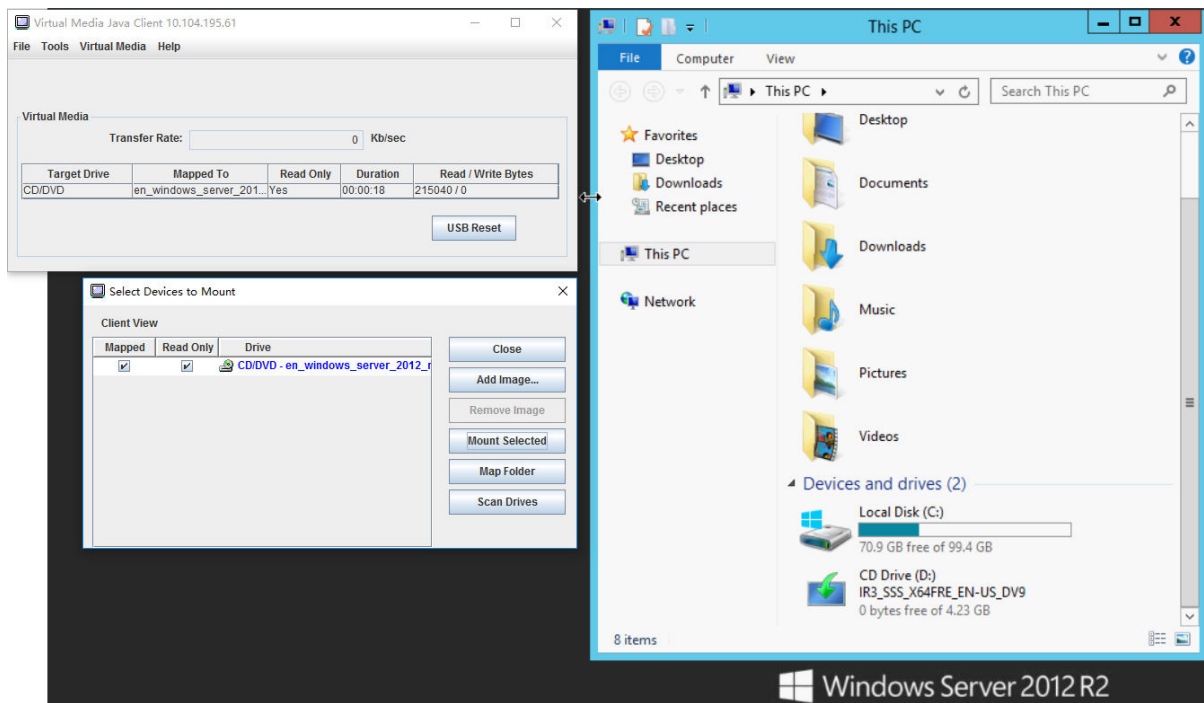 Virtual Media Java Client 10.104.195.61
File Tools Virtual Media Help
Virtual Media
Transfer Rate: 0 Kb/sec
Target Drive Mapped To Read Only Duration Read / Write Bytes
CD/DVD en_windows_server_201... Yes 00:00:18 215040 / 0
USB Reset
Select Devices to Mount
Client View
Mapped Read Only Drive
CD/DVD - en_windows_server_2012_r
Close
Add Image...
Remove Image
Mount Selected
Map Folder
Scan Drives
This PC
File Computer View
This PC
Search This PC
Favorites
Desktop
Downloads
Recent places
This PC
Network
Desktop
Documents
Downloads
Music
Pictures
Videos
Devices and drives (2)
Local Disk (C:)
70.9 GB free of 99.4 GB
CD Drive (D:)
IR3_SSS_X64FRE_EN-US_DV9
0 bytes free of 4.23 GB
8 items
Windows Server 2012 R2